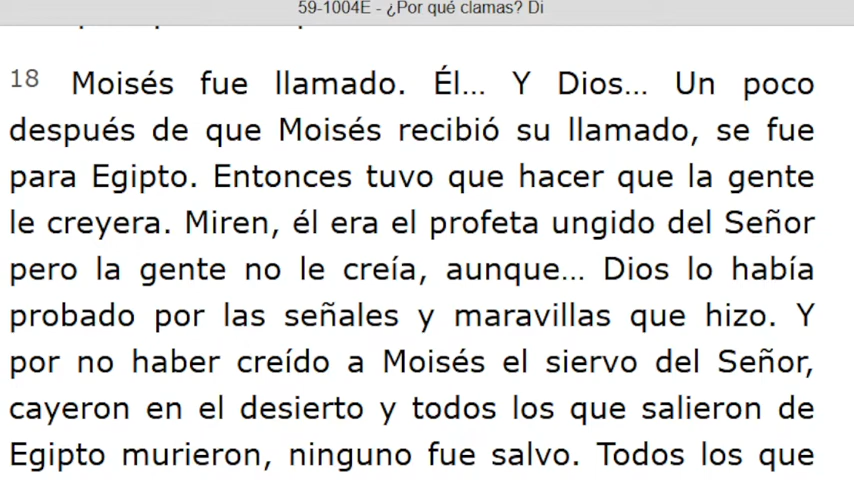 59-1004E - ¿Por qué clamas? Di
18 Moisés fue llamado. Él... Y Dios... Un poco
después de que Moisés recibió su llamado, se fue
para Egipto. Entonces tuvo que hacer que la gente
le creyera. Miren, él era el profeta ungido del Señor
pero la gente no le creía, aunque... Dios lo había
probado por las señales y maravillas que hizo. Y
por no haber creído a Moisés el siervo del Señor,
cayeron en el desierto y todos los que salieron de
Egipto murieron, ninguno fue salvo. Todos los que